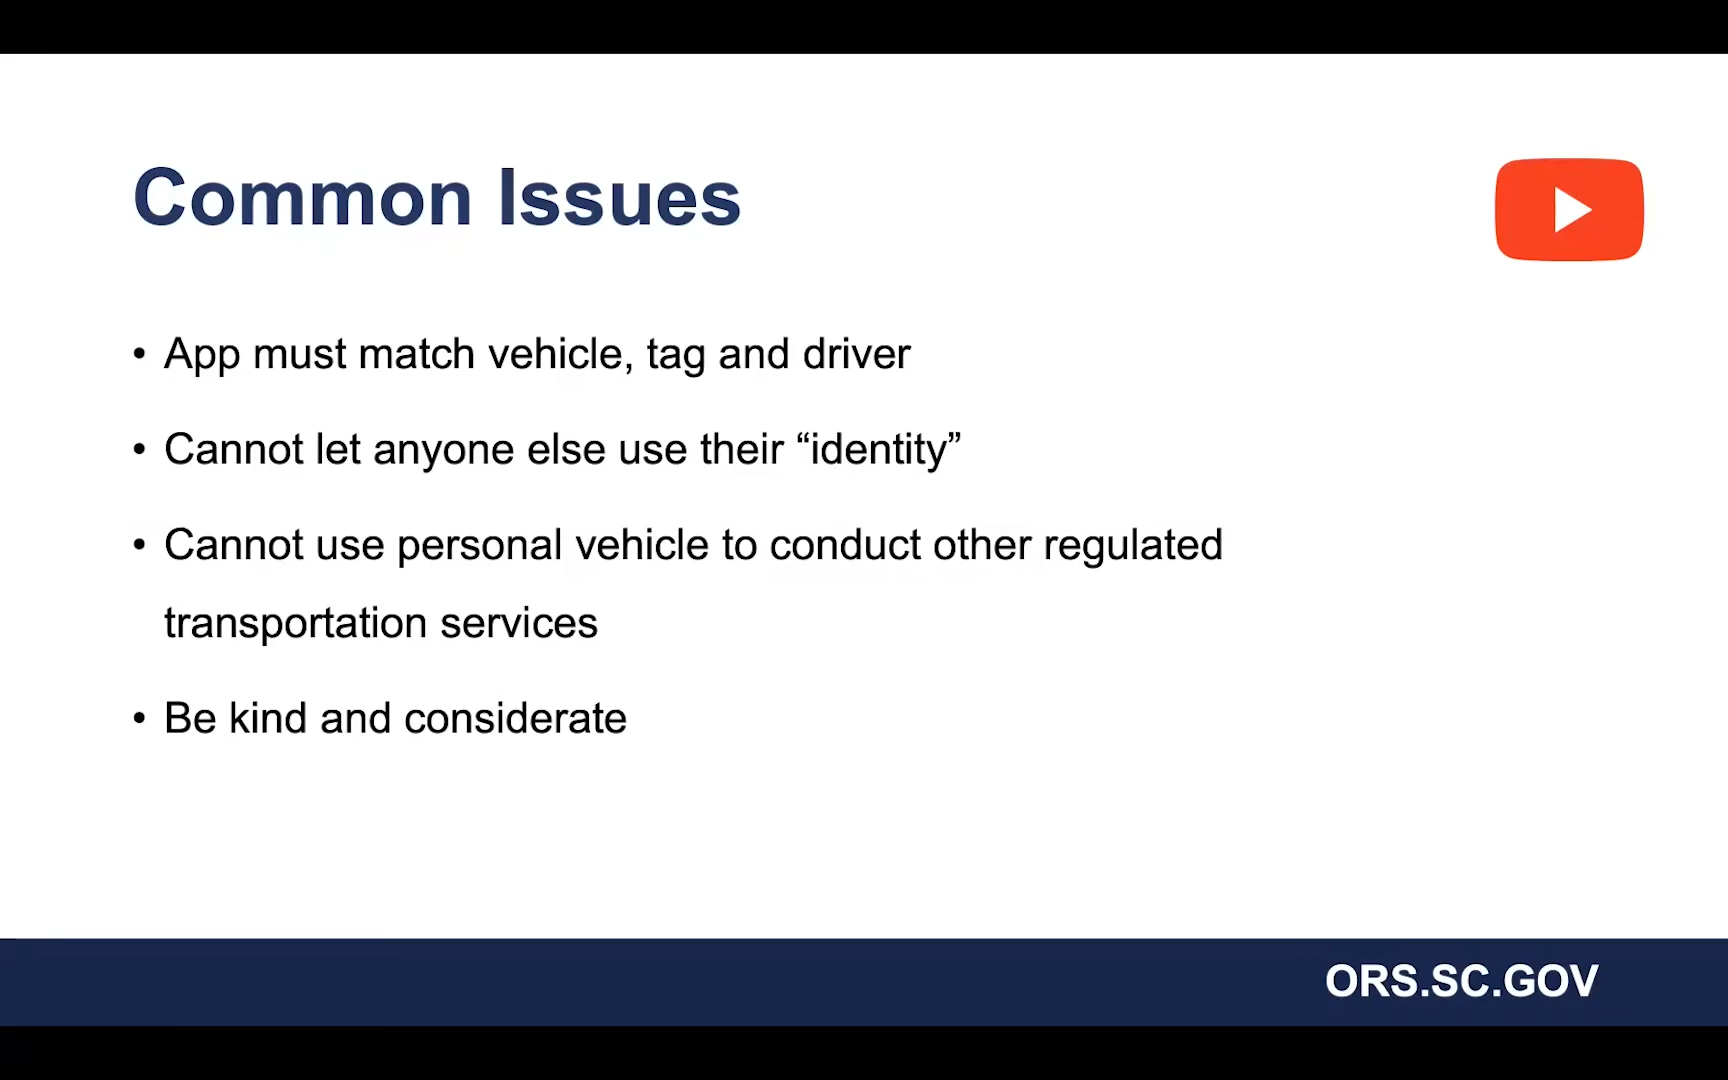 Common Issues
• App must match vehicle, tag and driver
• Cannot let anyone else use their “identity”
• Cannot use personal vehicle to conduct other regulated
transportation services
• Be kind and considerate
ORS.SC.GOV